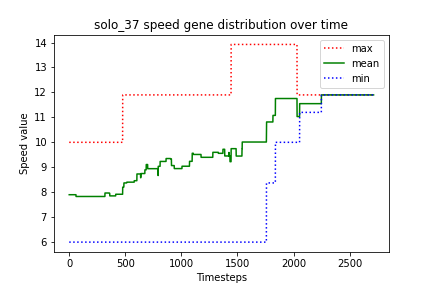 solo_37 speed gene distribution over time
14
13
12
11
10
9
8
7
6
Speed value
0
500
1000
1500
2000
2500
Timesteps
max
mean
min